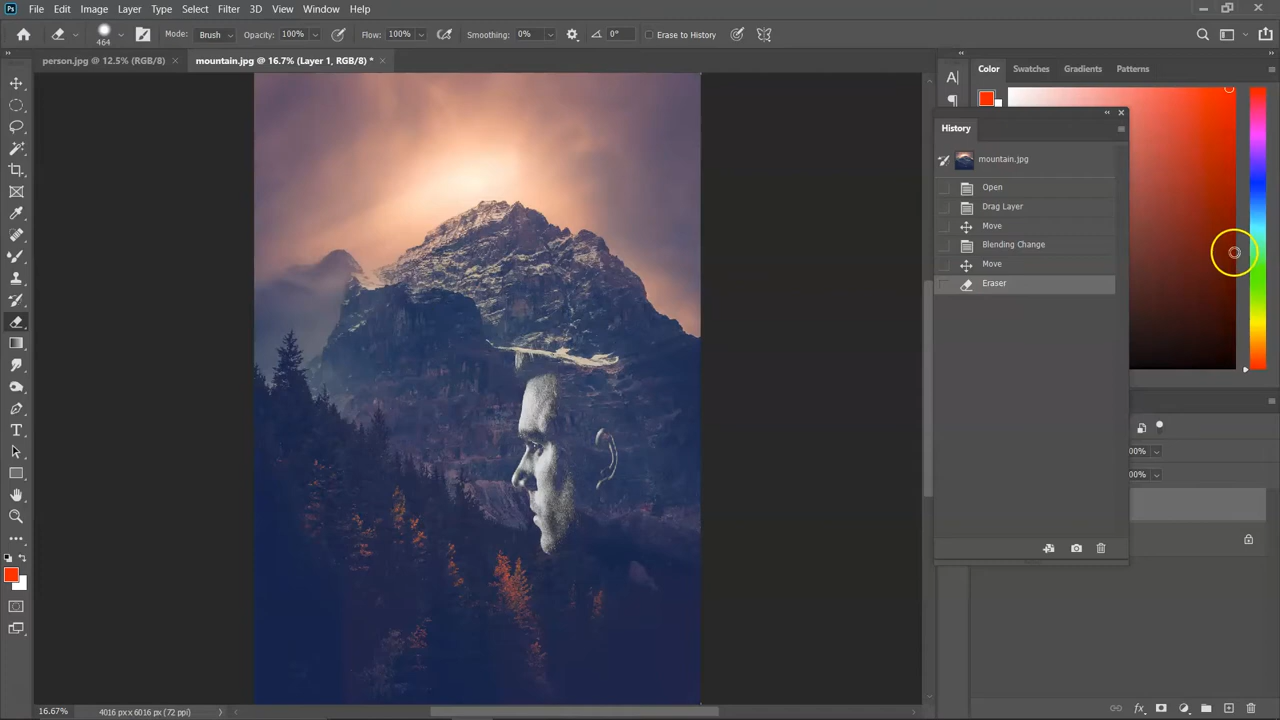 Ps File Edit Image Layer Type Select Filter 3D View Window Help
464 Mode: Brush Opacity: 100% Flow: 100% Smoothing: 0% 0° Erase to History
person.jpg @ 12.5% (RGB/8) × mountain.jpg @ 16.7% (Layer 1, RGB/8) * ×
Color Swatches Gradients Patterns
History
mountain.jpg
Open
Drag Layer
Move
Blending Change
Move
Eraser
00%
00%
16.67% 4016 px x 6016 px (72 ppi)